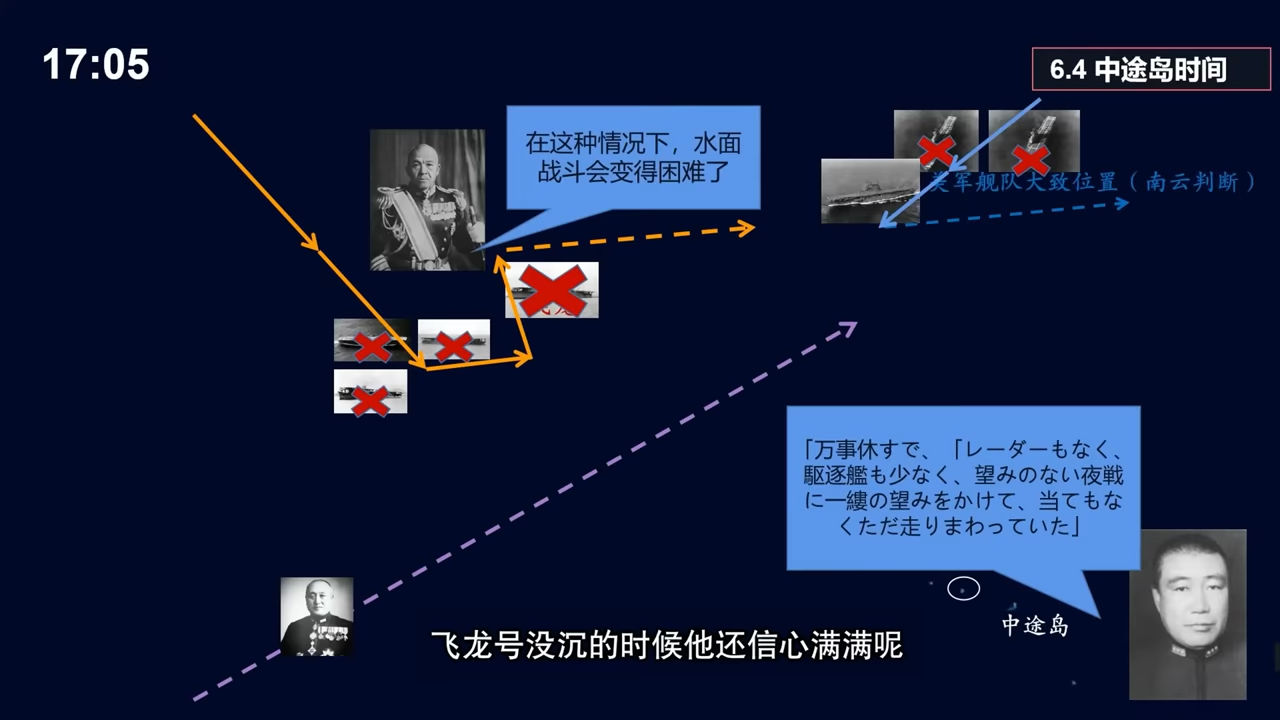 17:05
6.4 中途岛时间
在这种情况下，水面
战斗会变得困难了
美军舰队大致位置（南云判断）
「万事休すで、「レーダーもなく、
駆逐艦も少なく、望みのない夜戦
に一縷の望みをかけて、当てもな
くただ走りまわっていた」
中途岛
飞龙号没沉的时候他还信心满满呢